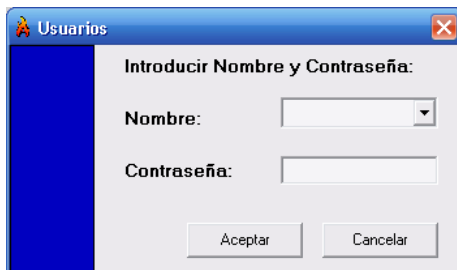 Usuarios
Introducir Nombre y Contraseña:
Nombre:
Contraseña:
Aceptar Cancelar